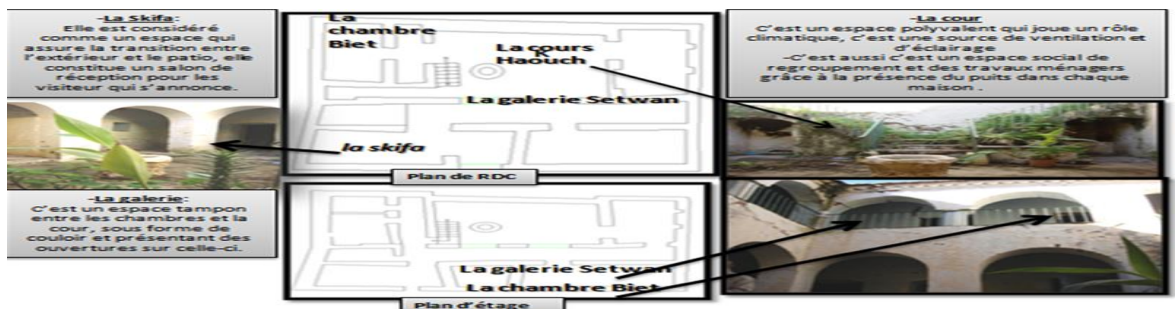 -La Skifa:
Elle est considéré
comme un espace qui
assure la transition entre
l'extérieur et le patio, elle
constitue un salon de
réception pour les
visiteur qui s'annonce.
-La galerie:
C'est un espace tampon
entre les chambres et la
cour, sous forme de
couloir et présentant des
ouvertures sur celle-ci.
La
chambre
Biet
La cours
Haouch
La galerie Setwan
la skifa
Plan de RDC
La galerie Setwan
La chambre Biet
Plan d'étage
-La cour
C'est un espace polyvalent qui joue un rôle
climatique, c'est une source de ventilation et
d'éclairage
-C'est aussi c'est un espace social de
regroupement et des travaux ménagers
grâce à la présence du puits dans chaque
maison .